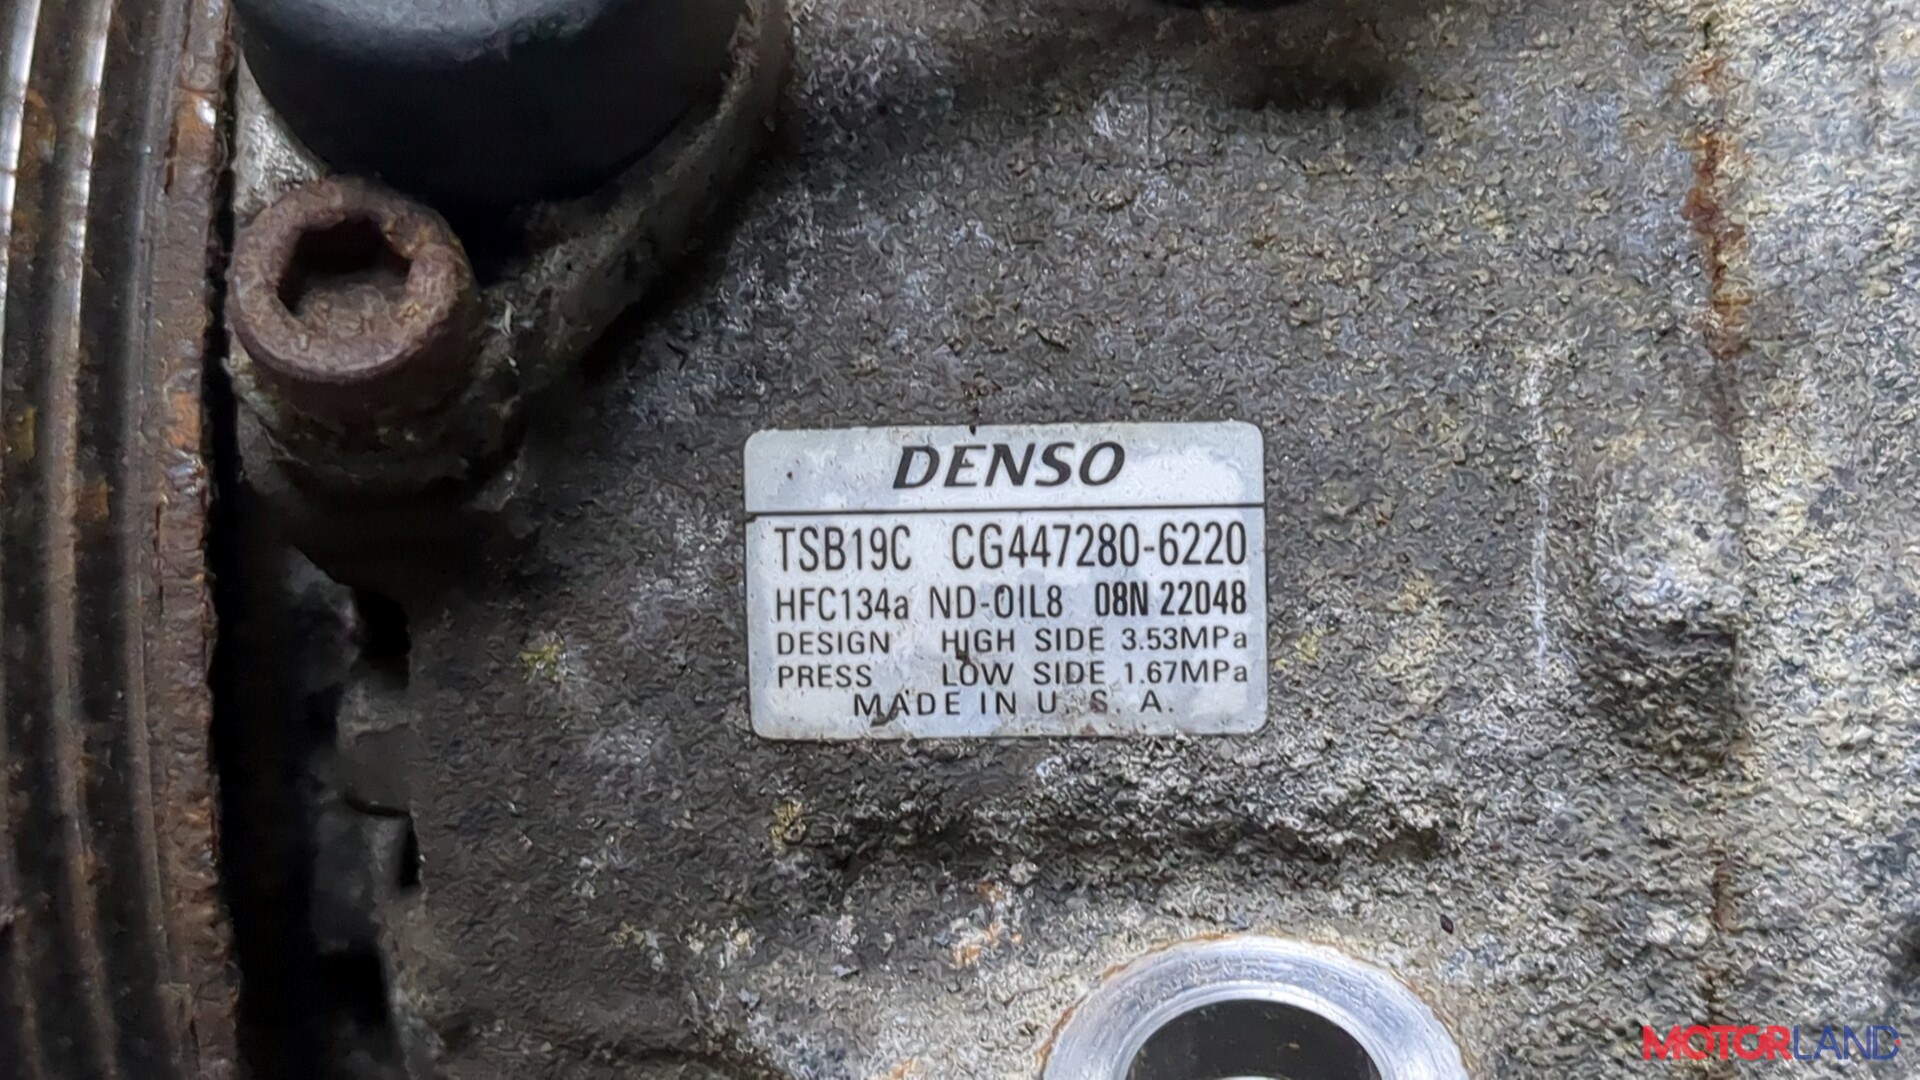 DENSO
TSB19C CG447280-6220
HFC134a ND-OIL8 08N 22048
DESIGN HIGH SIDE 3.53MPa
PRESS LOW SIDE 1.67MPa
MADE IN U. S. A.
MOTORLAND